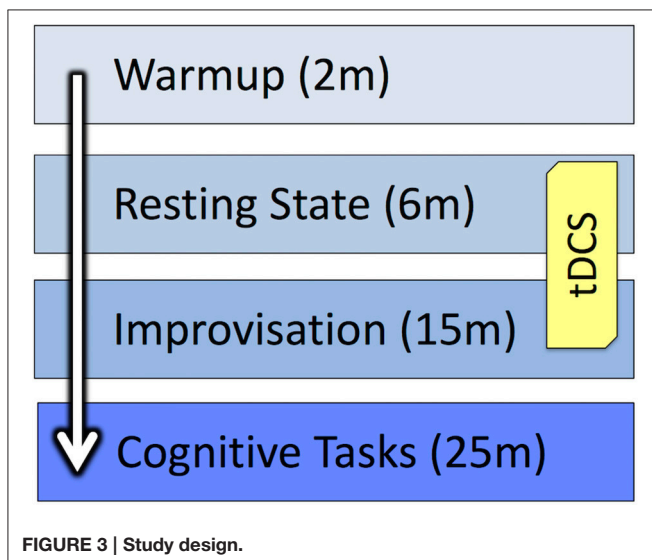 Warmup (2m)
Resting State (6m)
tDCS
Improvisation (15m)
Cognitive Tasks (25m)
FIGURE 3 | Study design.